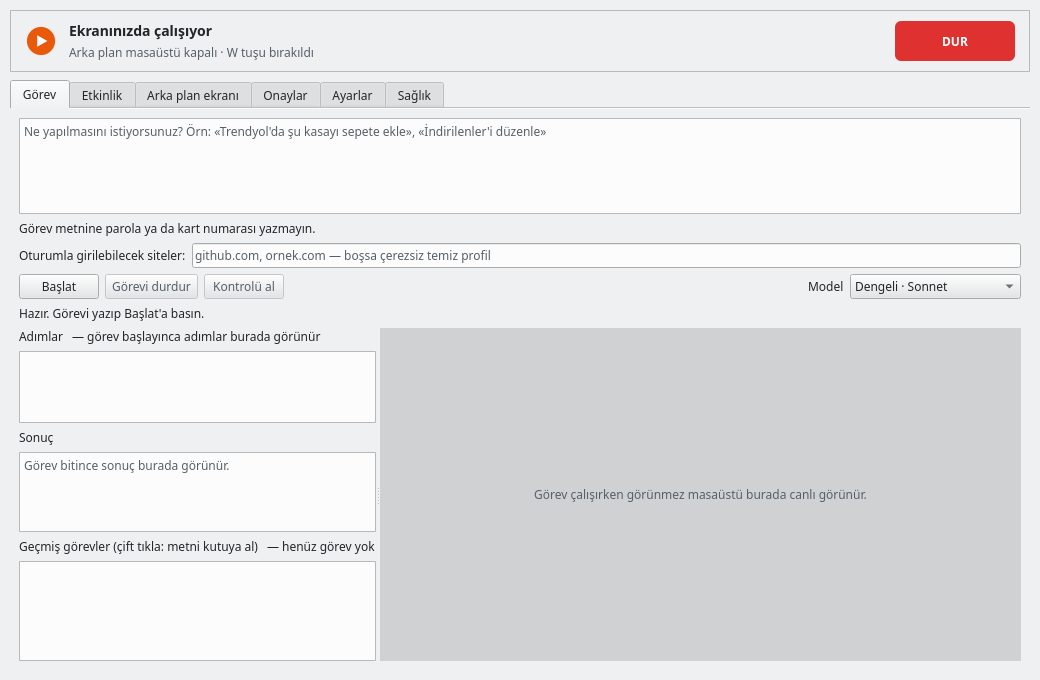 Ekranınızda çalışıyor
Arka plan masaüstü kapalı · W tuşu bırakıldı
DUR
Görev
Etkinlik
Arka plan ekranı
Onaylar
Ayarlar
Sağlık
Ne yapılmasını istiyorsunuz? Örn: «Trendyol'da şu kasayı sepete ekle», «İndirilenler'i düzenle»
Görev metnine parola ya da kart numarası yazmayın.
Oturumla girilebilecek siteler:
github.com, ornek.com — boşsa çerezsiz temiz profil
Başlat
Görevi durdur
Kontrolü al
Model
Dengeli · Sonnet
Hazır. Görevi yazıp Başlat'a basın.
Adımlar — görev başlayınca adımlar burada görünür
Sonuç
Görev bitince sonuç burada görünür.
Görev çalışırken görünmez masaüstü burada canlı görünür.
Geçmiş görevler (çift tıkla: metni kutuya al) — henüz görev yok